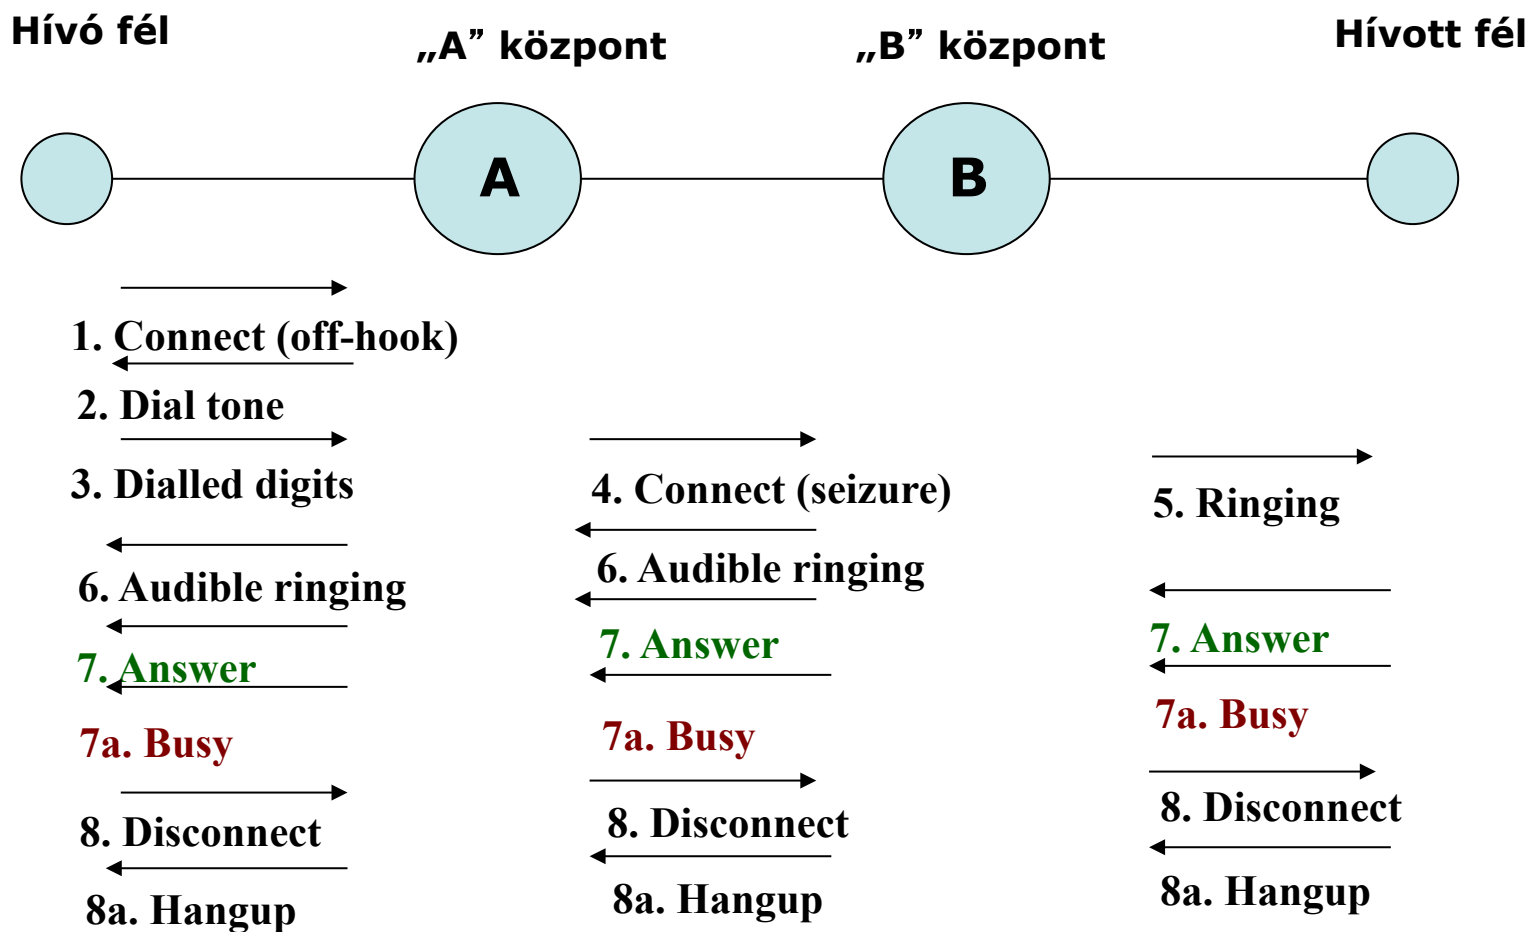 Hívó fél
„A” központ
„B” központ
Hívott fél
A
B
1. Connect (off-hook)
2. Dial tone
3. Dialled digits
4. Connect (seizure)
5. Ringing
6. Audible ringing
6. Audible ringing
7. Answer
7. Answer
7. Answer
7a. Busy
7a. Busy
7a. Busy
8. Disconnect
8. Disconnect
8. Disconnect
8a. Hangup
8a. Hangup
8a. Hangup